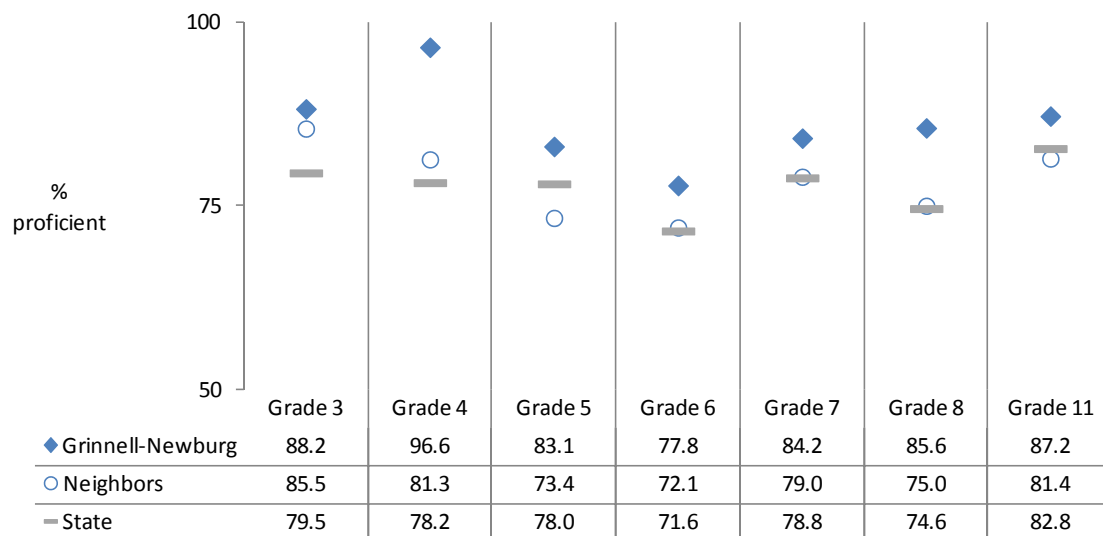 100
%
proficient
75
50
Grade 3 Grade 4 Grade 5 Grade 6 Grade 7 Grade 8 Grade 11
Grinnell-Newburg 88.2 96.6 83.1 77.8 84.2 85.6 87.2
Neighbors 85.5 81.3 73.4 72.1 79.0 75.0 81.4
State 79.5 78.2 78.0 71.6 78.8 74.6 82.8